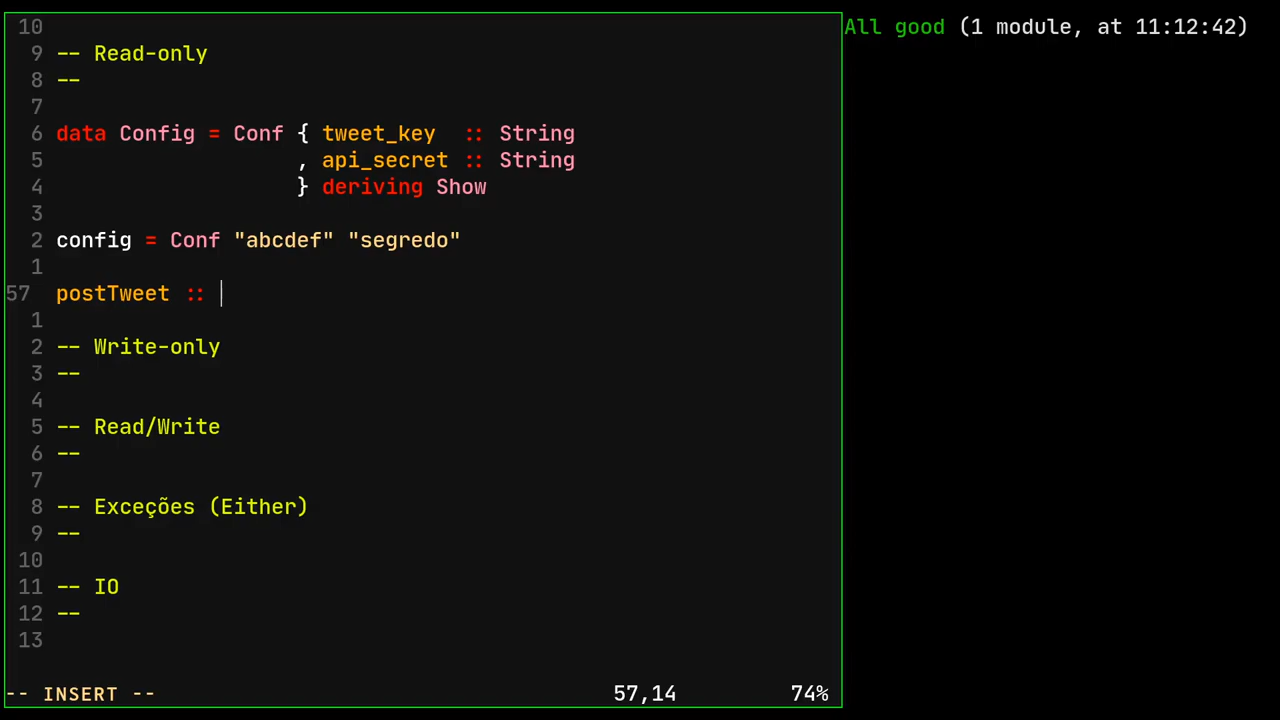 10
9 -- Read-only
8 --
7
6 data Config = Conf { tweet_key :: String
5 , api_secret :: String
4 } deriving Show
3
2 config = Conf "abcdef" "segredo"
1
57 postTweet ::
1
2 -- Write-only
3 --
4
5 -- Read/Write
6 --
7
8 -- Exceções (Either)
9 --
10
11 -- IO
12 --
13
-- INSERT -- 57,14 74%
All good (1 module, at 11:12:42)